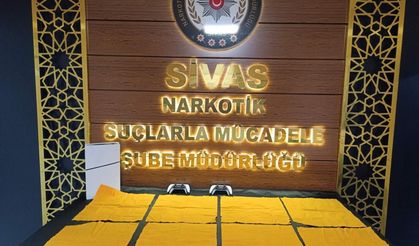 SİVAS
NARKOTİK
SUÇLARLA MÜCADELE
ŞUBE MÜDÜRLÜĞÜ